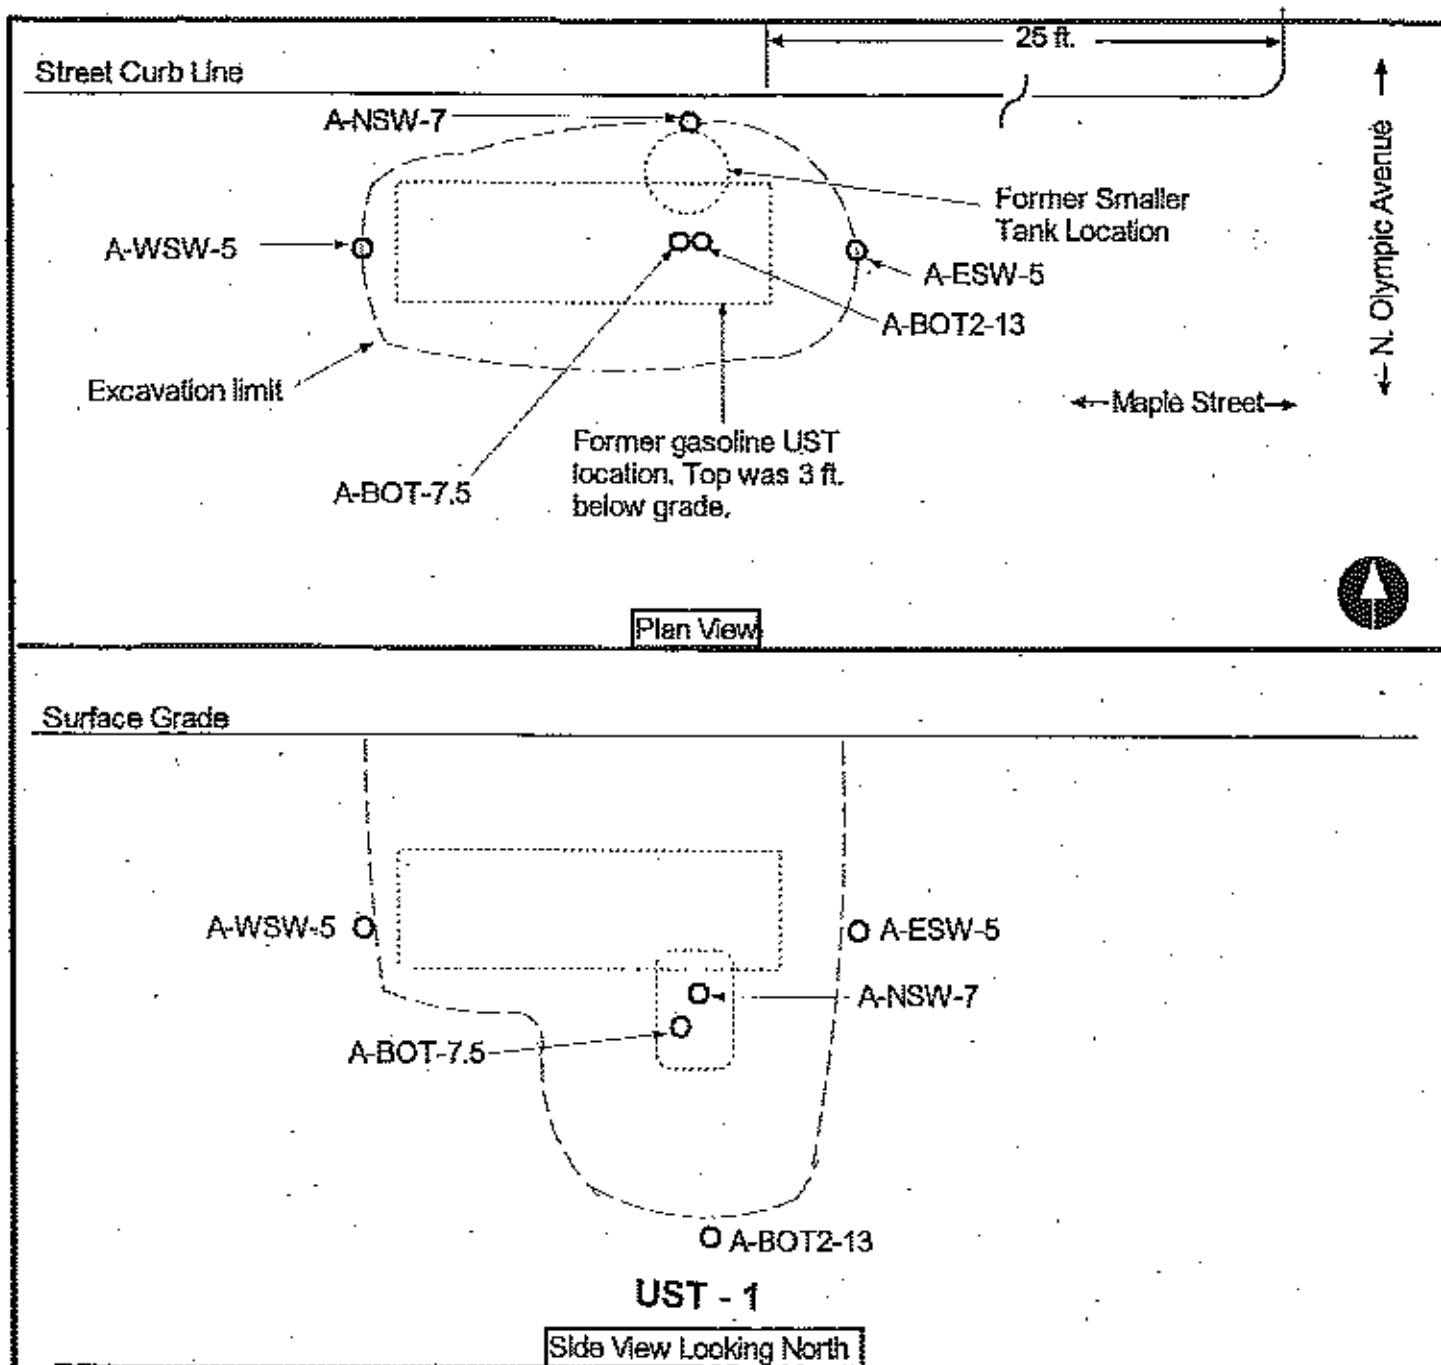 25 ft.
Street Curb Line
A-NSW-7
Former Smaller
Tank Location
A-WSW-5
A-ESW-5
A-BOT2-13
← N. Olympic Avenue →
Excavation limit
←Maple Street→
Former gasoline UST
location. Top was 3 ft.
below grade.
A-BOT-7.5
Plan View
Surface Grade
A-WSW-5
A-ESW-5
A-NSW-7
A-BOT-7.5
A-BOT2-13
UST - 1
Side View Looking North